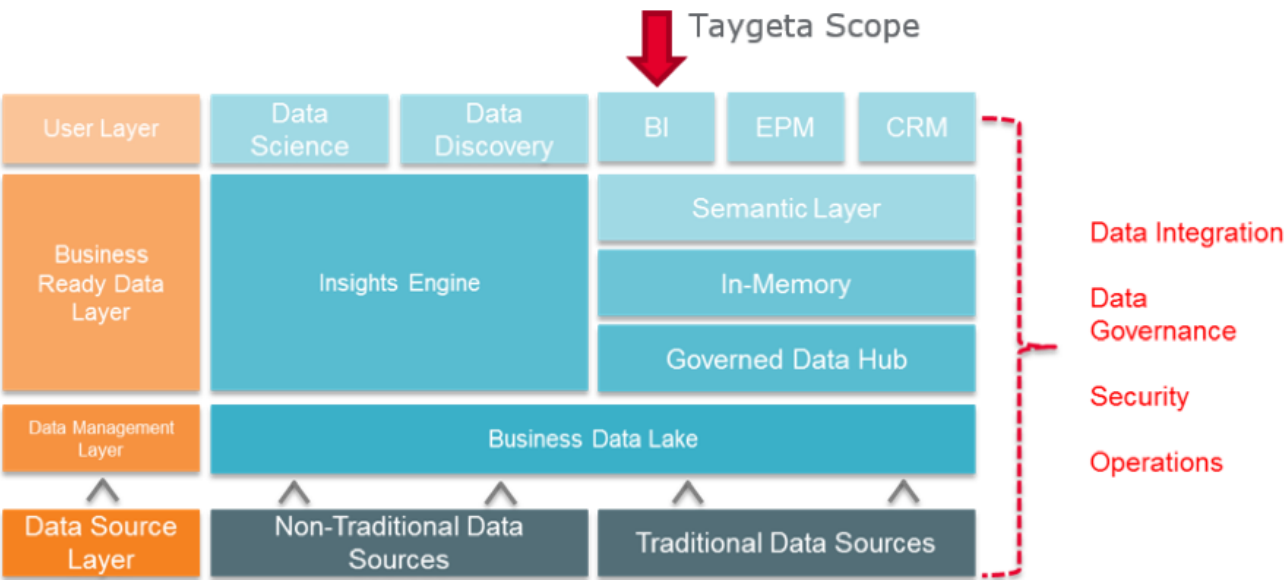 Taygeta Scope
User Layer
Data
Science
Data
Discovery
BI
EPM
CRM
Business
Ready Data
Layer
Insights Engine
Semantic Layer
In-Memory
Governed Data Hub
Data Management
Layer
Business Data Lake
Data Source
Layer
Non-Traditional Data
Sources
Traditional Data Sources
Data Integration
Data
Governance
Security
Operations